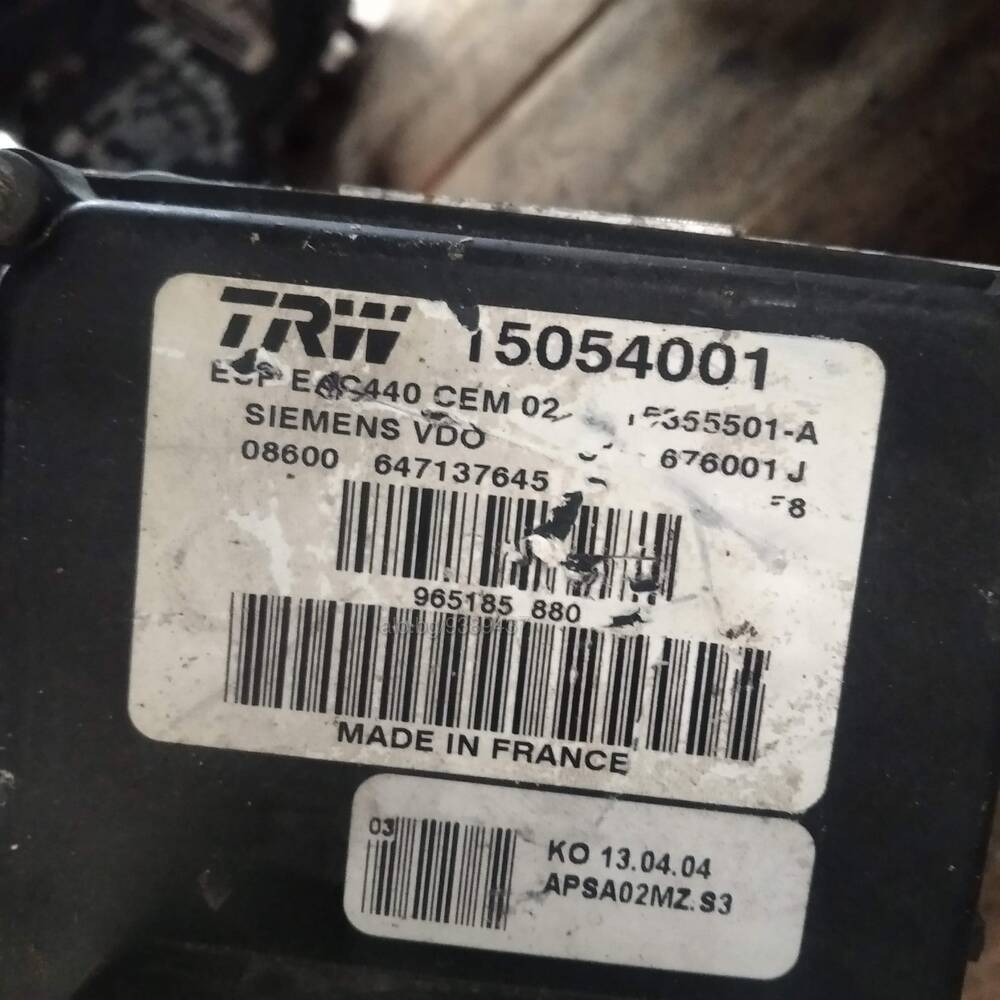 TRW 15054001
CEM 02
SIEMENS VDO 676001J
08600 647137645
965185 880
MADE IN FRANCE
03
KO 13.04.04
APSA02MZ.S3